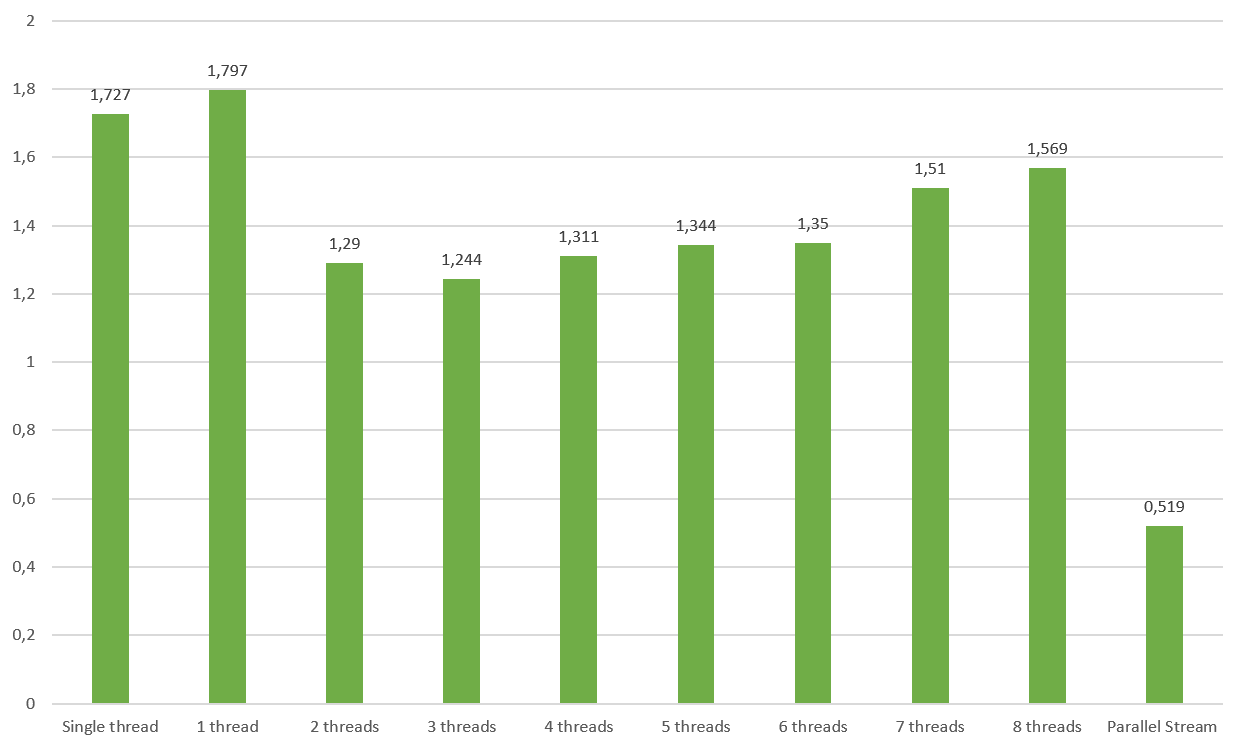 2
1,8
1,6
1,4
1,2
1
0,8
0,6
0,4
0,2
0
1,727
1,797
1,29
1,244
1,311
1,344
1,35
1,51
1,569
0,519
Single thread
1 thread
2 threads
3 threads
4 threads
5 threads
6 threads
7 threads
8 threads
Parallel Stream